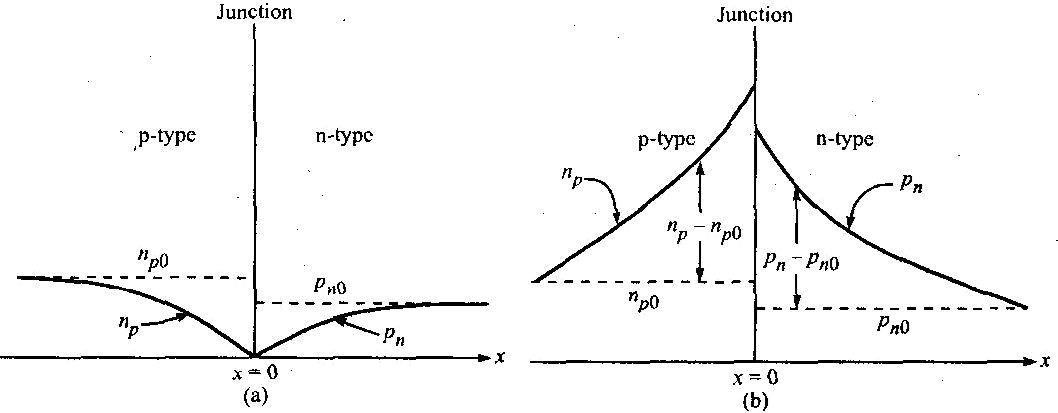 Junction
p-type
n-type
n_p0
p_n0
n_p
p_n
x
x = 0
(a)
Junction
p-type
n-type
n_p
p_n
n_p – n_p0
p_n – p_n0
n_p0
p_n0
x
x = 0
(b)